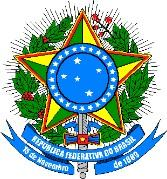 REPÚBLICA FEDERATIVA DO BRASIL
15 de Novembro
de 1889